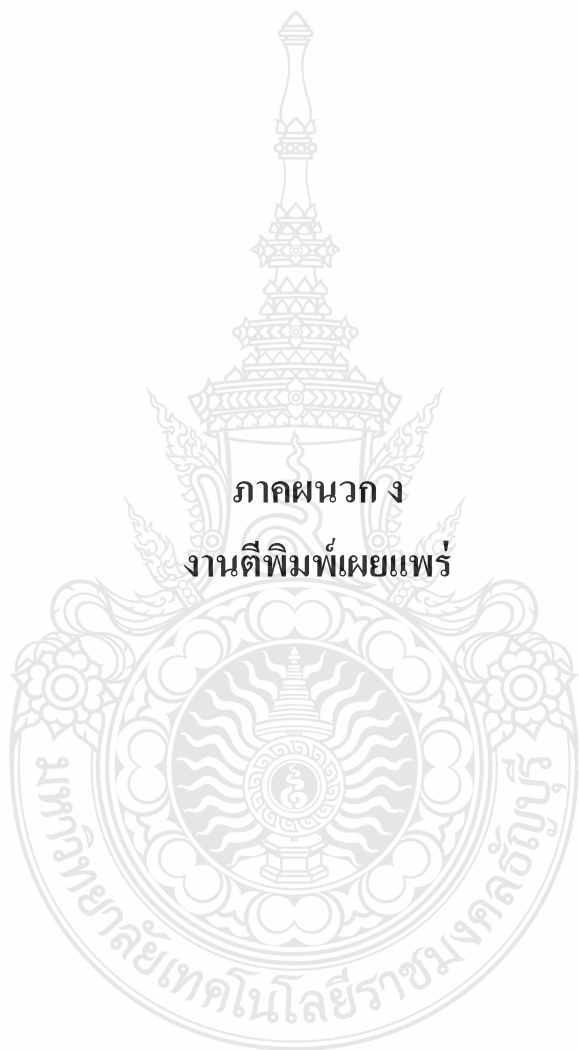 ภาคผนวก ง
งานตีพิมพ์เผยแพร่
มหาวิทยาลัยเทคโนโลยีราชมงคลธัญบุรี